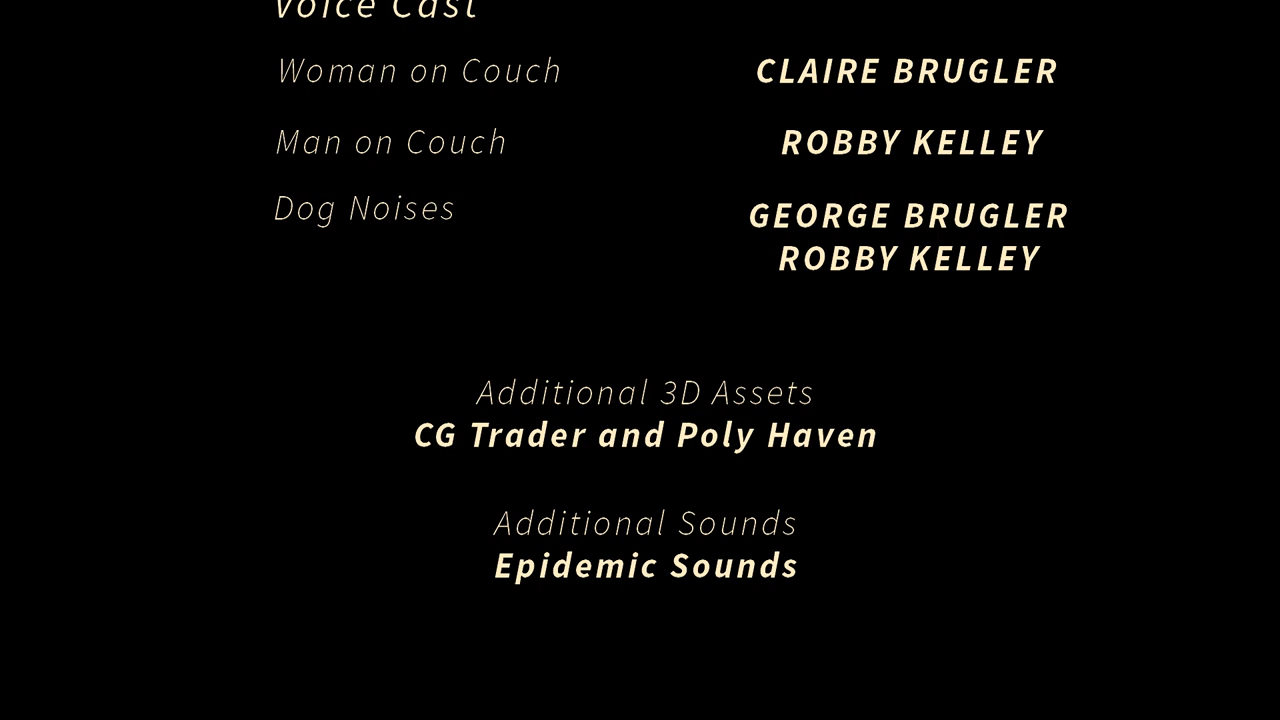 Voice Cast
Woman on Couch CLAIRE BRUGLER
Man on Couch ROBBY KELLEY
Dog Noises GEORGE BRUGLER
ROBBY KELLEY
Additional 3D Assets
CG Trader and Poly Haven
Additional Sounds
Epidemic Sounds